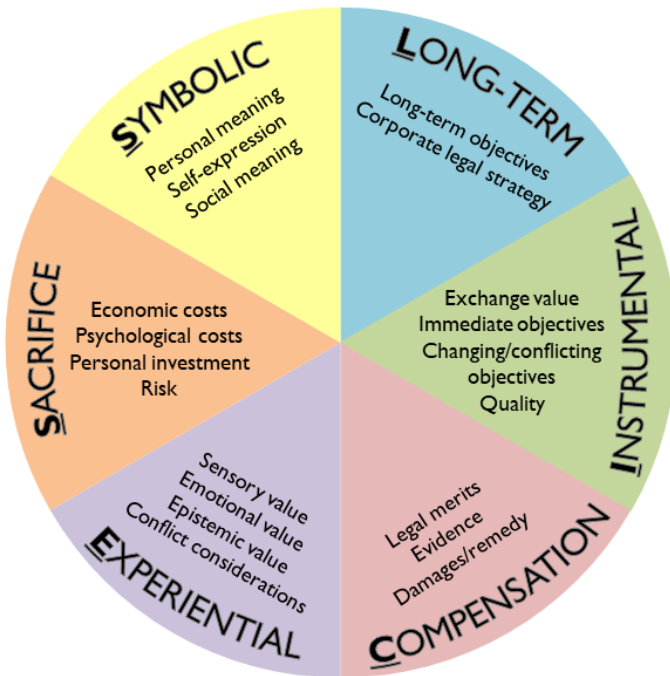 SYMBOLIC
Personal meaning
Self-expression
Social meaning
LONG-TERM
Long-term objectives
Corporate legal strategy
INSTRUMENTAL
Exchange value
Immediate objectives
Changing/conflicting
objectives
Quality
COMPENSATION
Legal merits
Evidence
Damages/remedy
EXPERIENTIAL
Sensory value
Emotional value
Epistemic value
Conflict considerations
SACRIFICE
Economic costs
Psychological costs
Personal investment
Risk